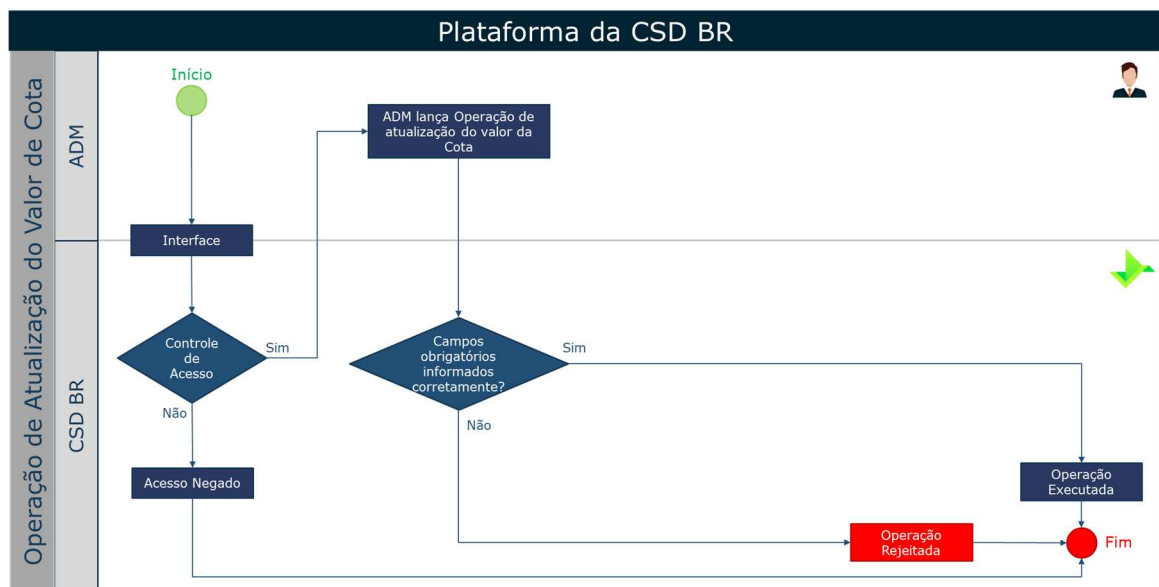 Plataforma da CSD BR
Operação de Atualização do Valor de Cota
ADM
Início
ADM lança Operação de
atualização do valor da
Cota
Interface
CSD BR
Controle
de
Acesso
Sim
Não
Acesso Negado
Campos
obrigatórios
informados
corretamente?
Sim
Não
Operação
Executada
Operação
Rejeitada
Fim